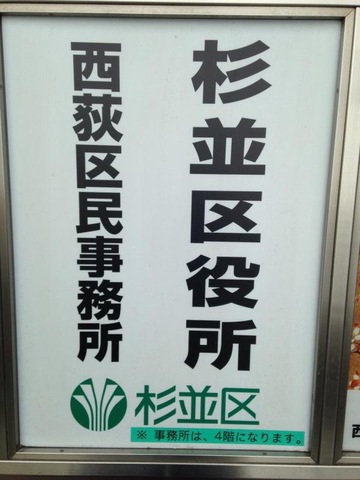 杉並区役所
西荻区民事務所
杉並区
※ 事務所は、4階になります。
西